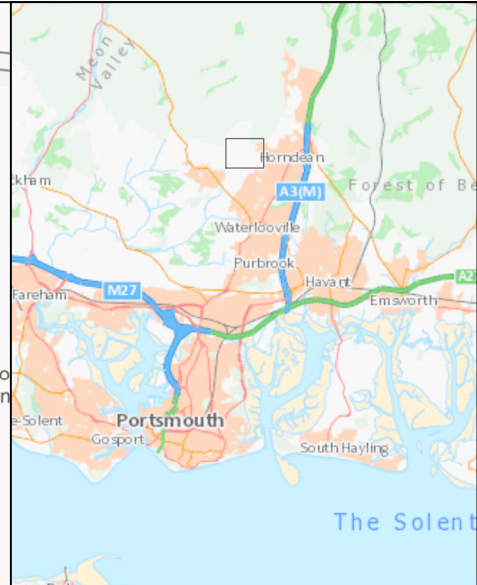 Meon
Valley
Horndean
ckham
A3(M)
Forest of Be
Waterlooville
Purbrook
Havant
A2
M27
Fareham
Emsworth
o
n
e-Solent
Portsmouth
Gosport
South Hayling
The Solent